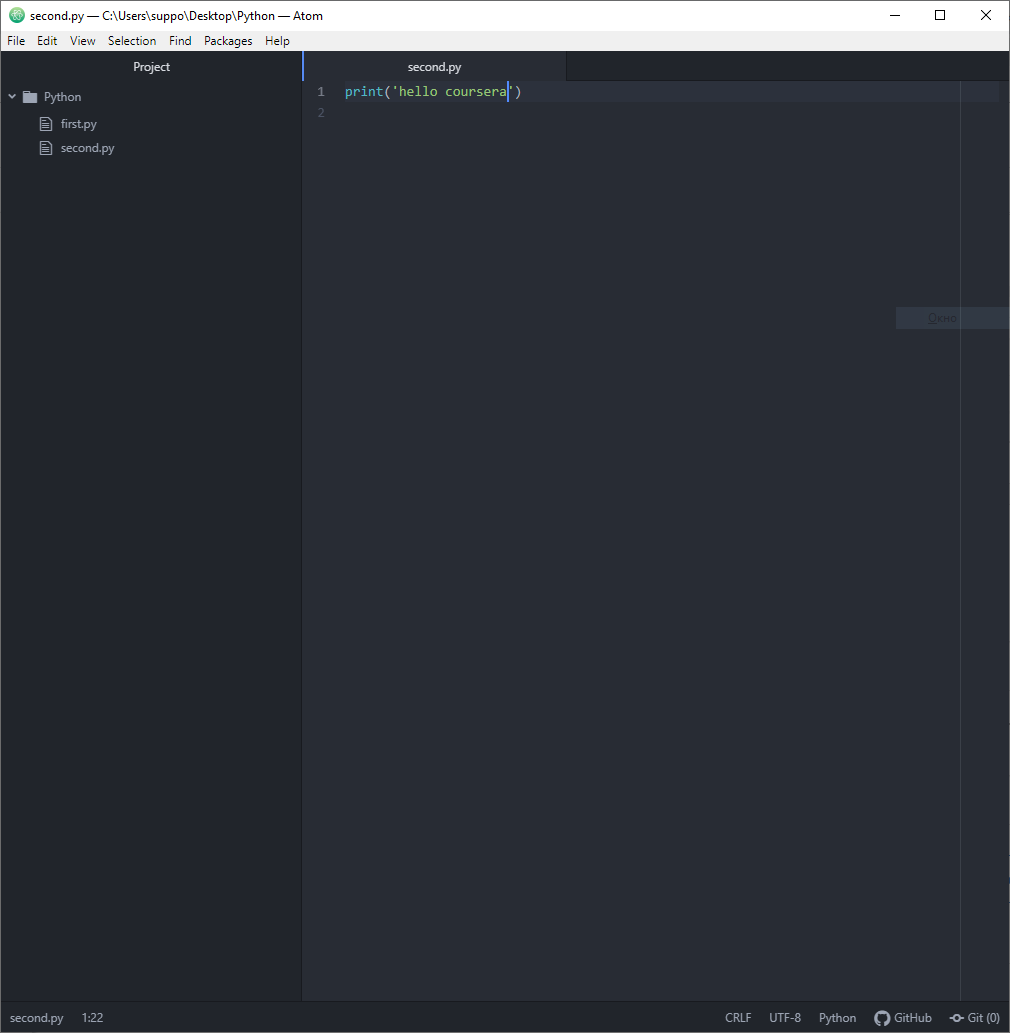 second.py — C:\Users\suppo\Desktop\Python — Atom
File Edit View Selection Find Packages Help
Project
second.py
Python
first.py
second.py
1 print('hello coursera')
2
Окно
second.py 1:22 CRLF UTF-8 Python GitHub Git (0)